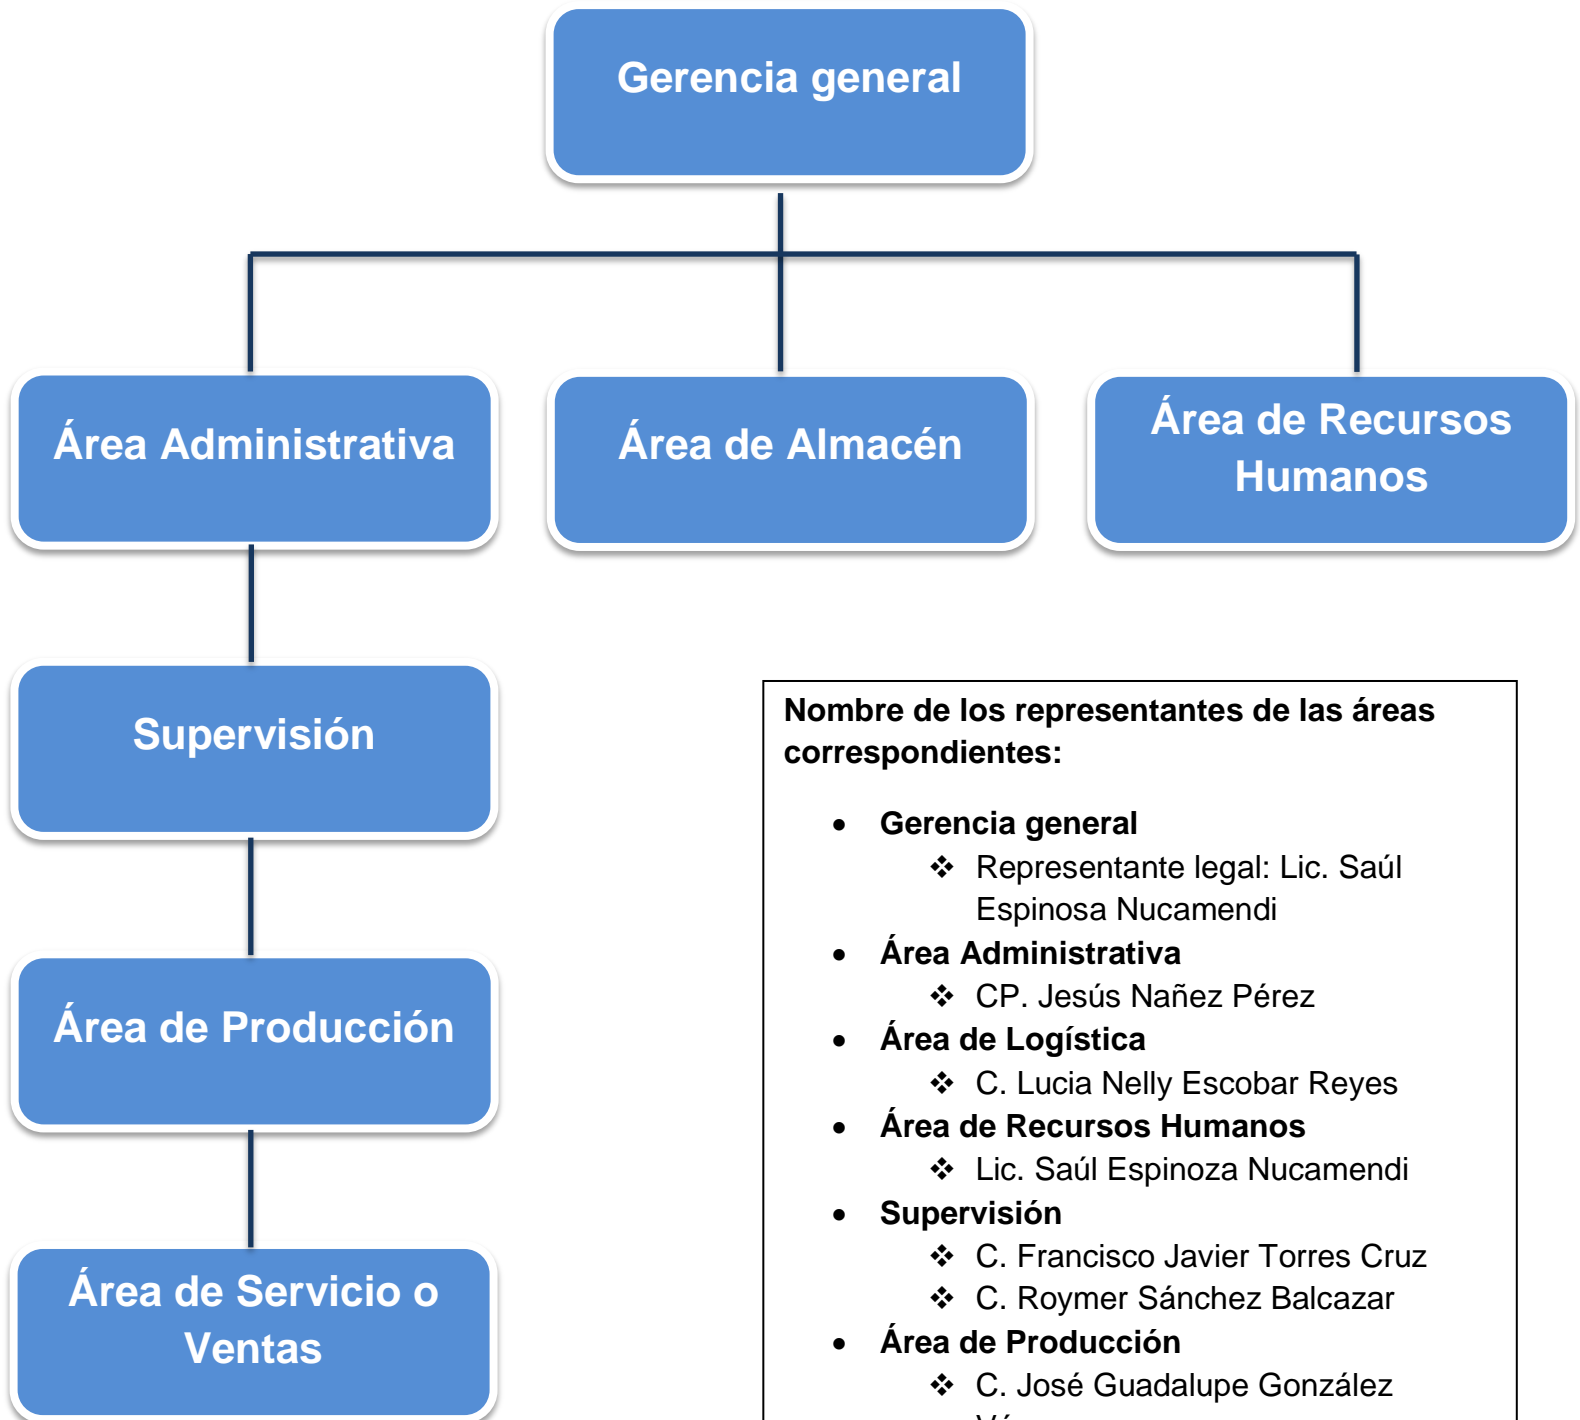 Gerencia general
Área Administrativa
Área de Almacén
Área de Recursos
Humanos
Supervisión
Área de Producción
Área de Servicio o
Ventas
Nombre de los representantes de las áreas
correspondientes:
• Gerencia general
❖ Representante legal: Lic. Saúl
Espinosa Nucamendi
• Área Administrativa
❖ CP. Jesús Nañez Pérez
• Área de Logística
❖ C. Lucia Nelly Escobar Reyes
• Área de Recursos Humanos
❖ Lic. Saúl Espinoza Nucamendi
• Supervisión
❖ C. Francisco Javier Torres Cruz
❖ C. Roymer Sánchez Balcazar
• Área de Producción
❖ C. José Guadalupe González